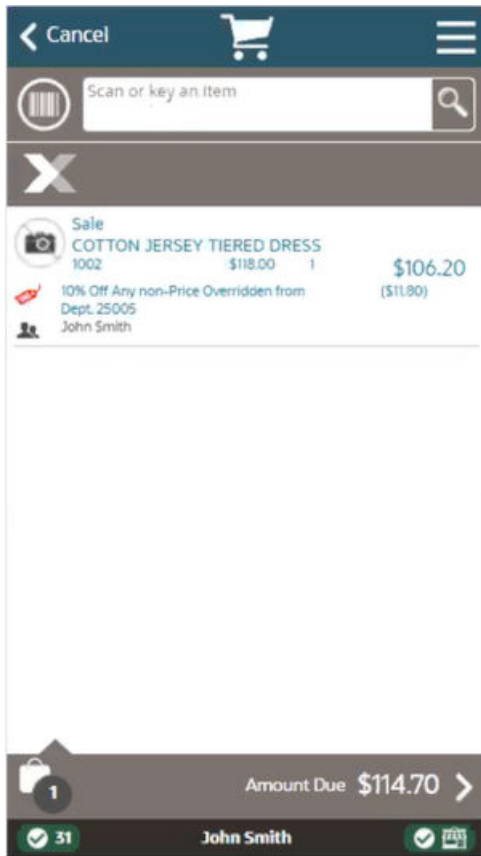 Cancel
Scan or key an Item
Sale
COTTON JERSEY TIERED DRESS
1002 $118.00 1 $106.20
10% Off Any non-Price Overridden from ($11.80)
Dept. 25005
John Smith
1 Amount Due $114.70
31 John Smith